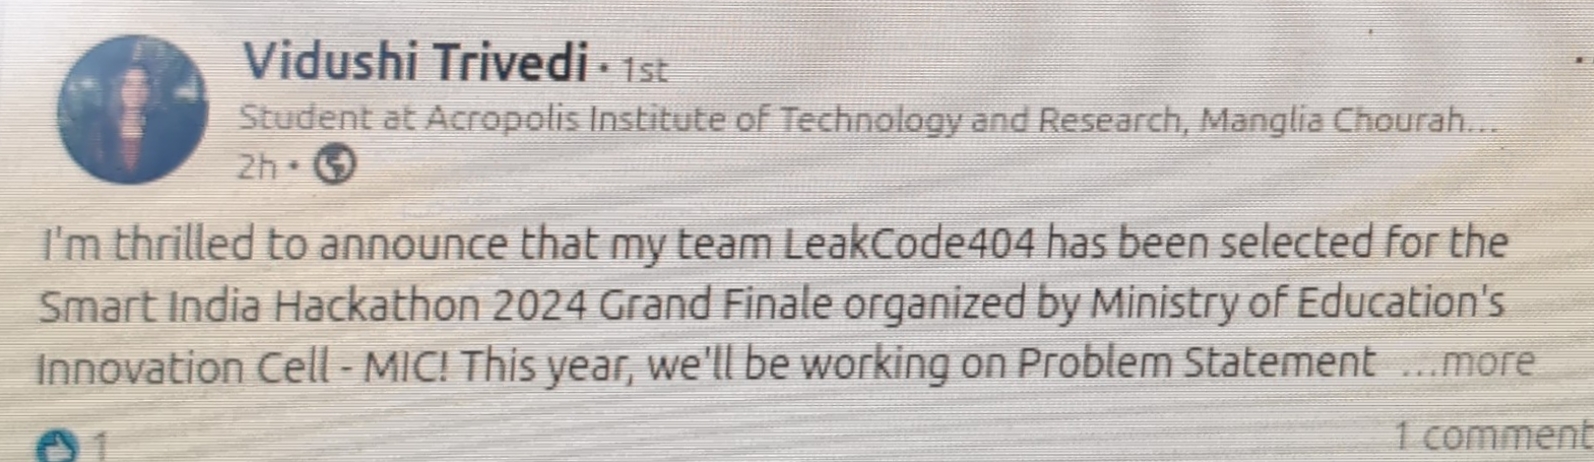 Vidushi Trivedi • 1st
Student at Acropolis Institute of Technology and Research, Manglia Chourah...
2h •
I'm thrilled to announce that my team LeakCode404 has been selected for the
Smart India Hackathon 2024 Grand Finale organized by Ministry of Education's
Innovation Cell - MIC! This year, we'll be working on Problem Statement ...more
1
1 comment